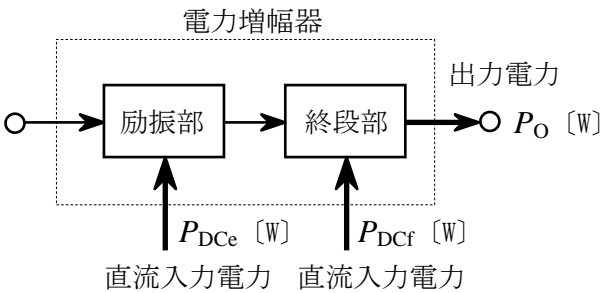 電力増幅器
出力電力
励振部
終段部
P_O 〔W〕
P_DCe 〔W〕
P_DCf 〔W〕
直流入力電力
直流入力電力